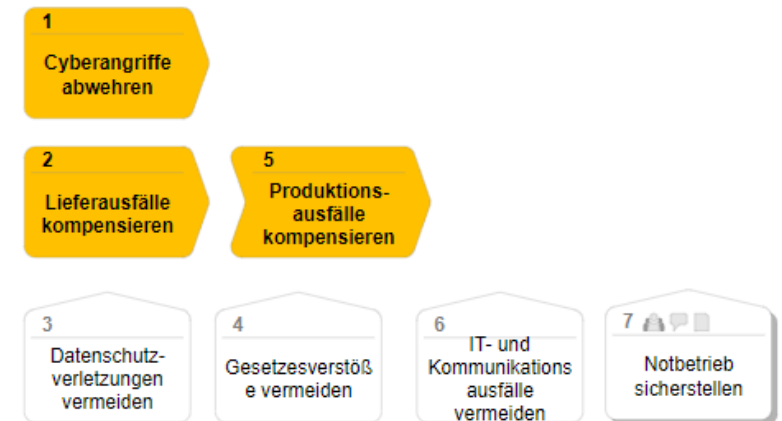 1
Cyberangriffe
abwehren
2
Lieferausfälle
kompensieren
5
Produktions-
ausfälle
kompensieren
3
Datenschutz-
verletzungen
vermeiden
4
Gesetzesverstöß
e vermeiden
6
IT- und
Kommunikations
ausfälle
vermeiden
7
Notbetrieb
sicherstellen